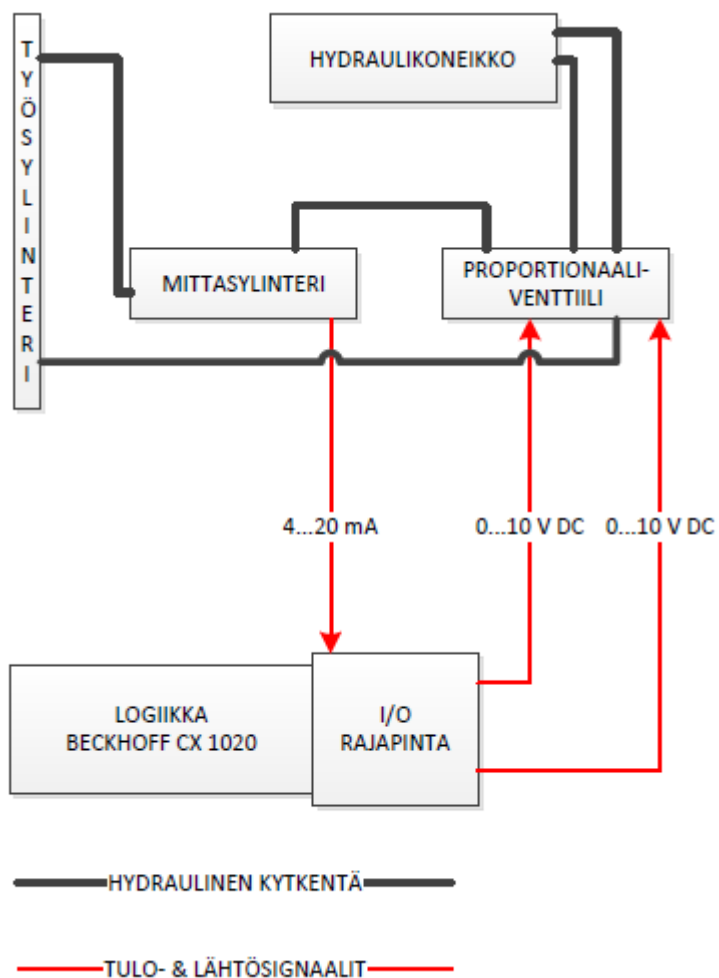 TYÖSYLINTERI
HYDRAULIKONEIKKO
MITTASYLINTERI
PROPORTIONAALI-
VENTTIILI
4...20 mA
0...10 V DC
0...10 V DC
LOGIIKKA
BECKHOFF CX 1020
I/O
RAJAPINTA
HYDRAULINEN KYTKENTÄ
TULO- & LÄHTÖSIGNAALIT